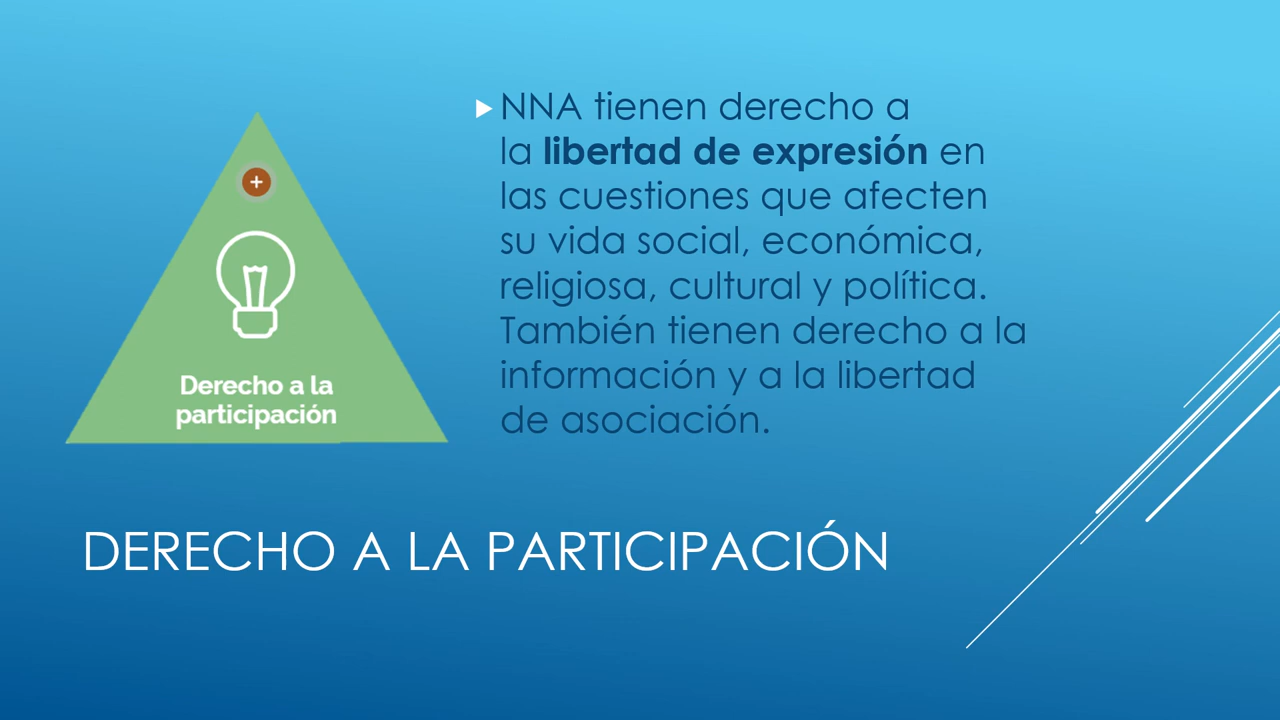 NNA tienen derecho a
la libertad de expresión en
las cuestiones que afecten
su vida social, económica,
religiosa, cultural y política.
También tienen derecho a la
información y a la libertad
de asociación.
Derecho a la
participación
DERECHO A LA PARTICIPACIÓN